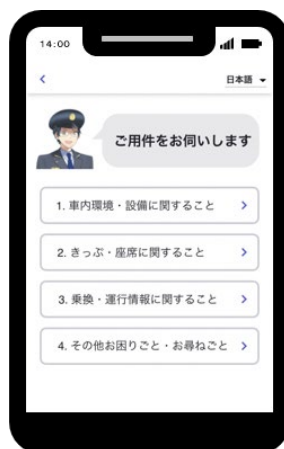 14:00
日本語
ご用件をお伺いします
1. 車内環境・設備に関すること
2. きっぷ・座席に関すること
3. 乗換・運行情報に関すること
4. その他お困りごと・お尋ねごと